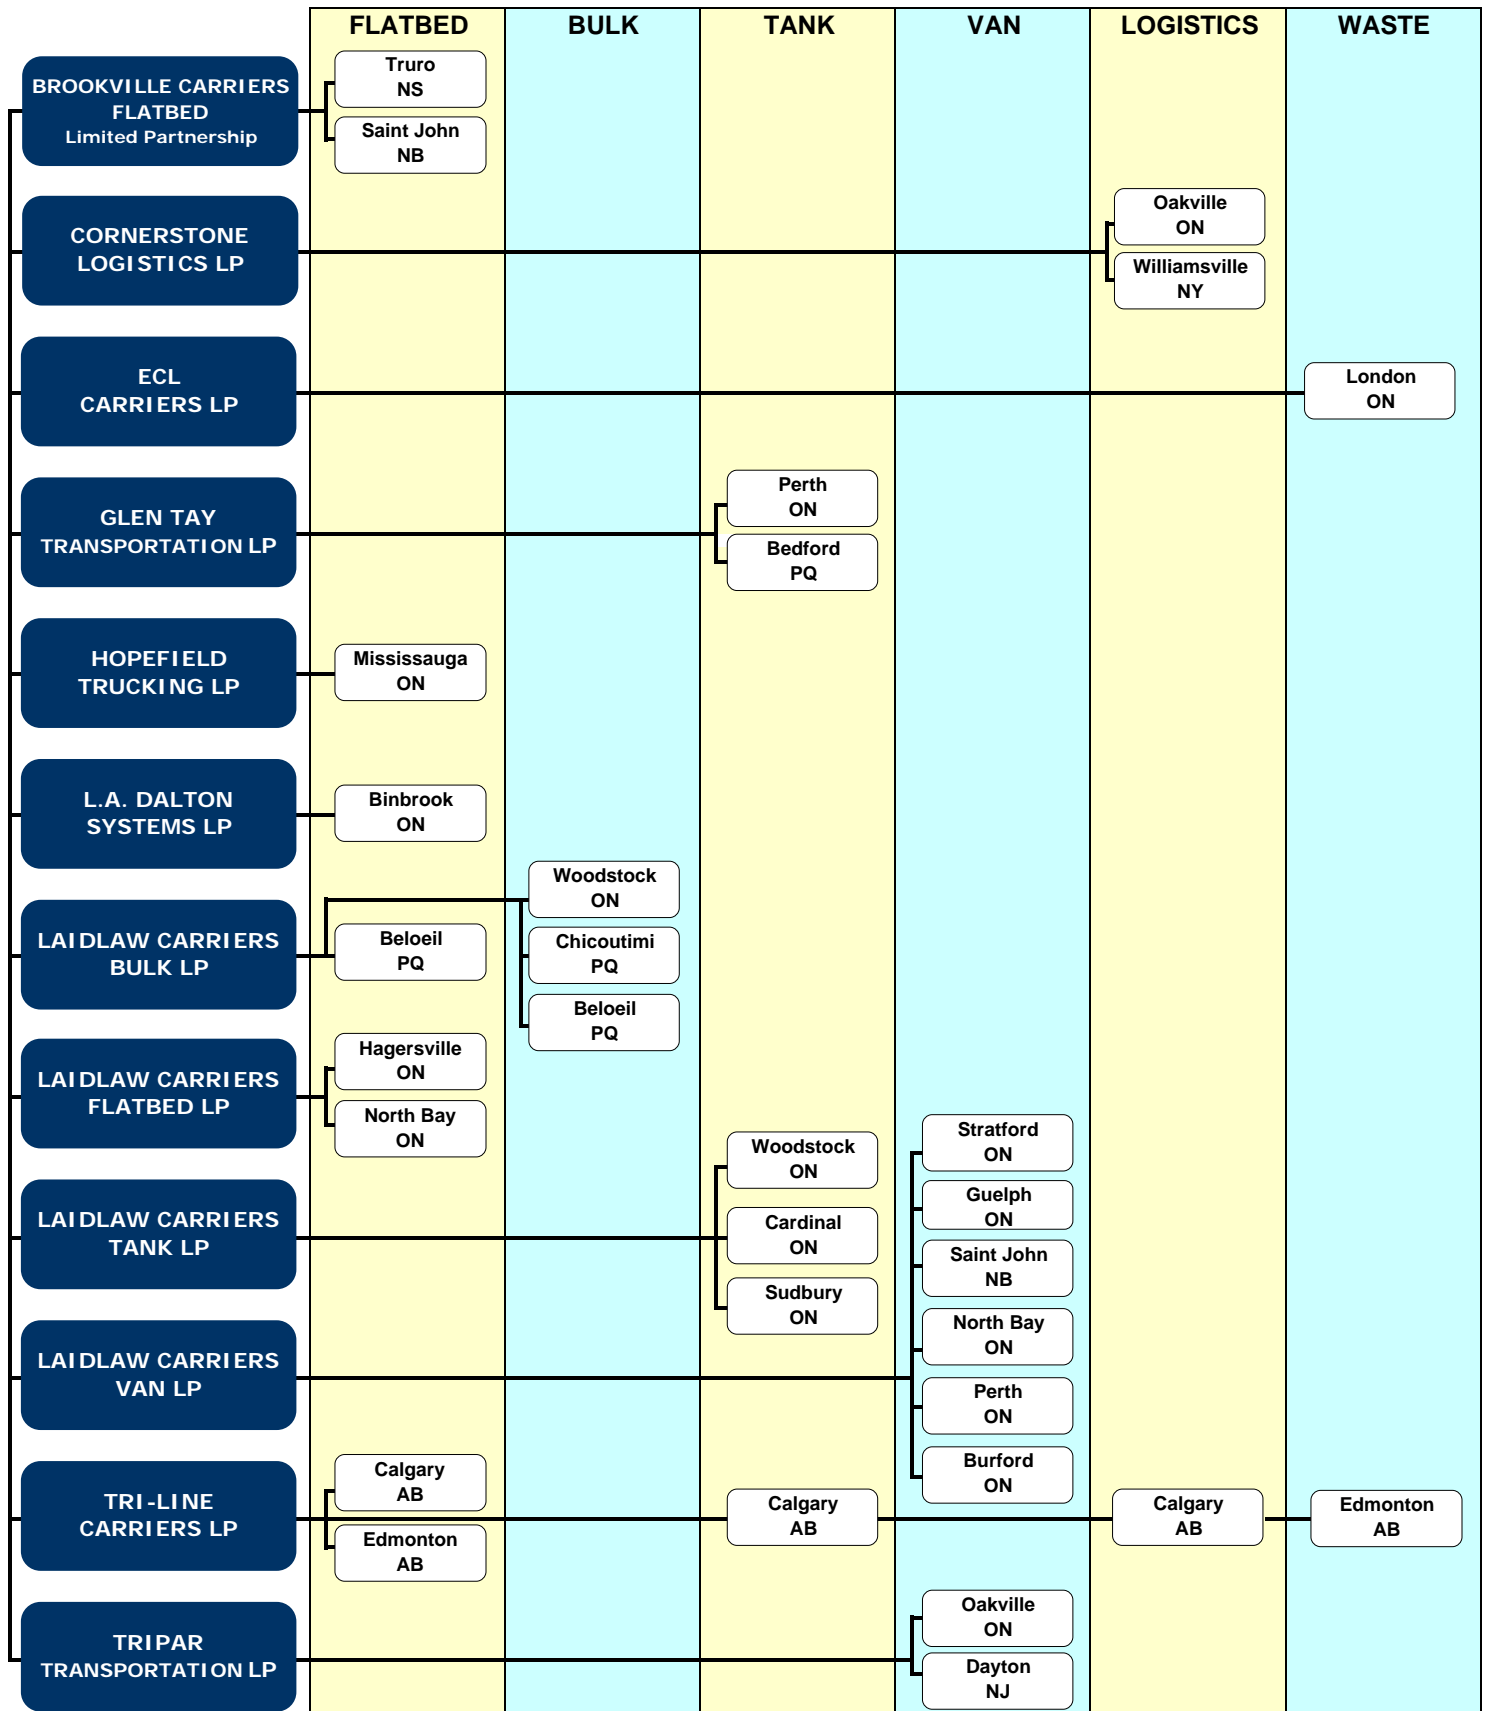 FLATBED BULK TANK VAN LOGISTICS WASTE
BROOKVILLE CARRIERS
FLATBED
Limited Partnership
Truro
NS
Saint John
NB
CORNERSTONE
LOGISTICS LP
Oakville
ON
Williamsville
NY
ECL
CARRIERS LP
London
ON
GLEN TAY
TRANSPORTATION LP
Perth
ON
Bedford
PQ
HOPEFIELD
TRUCKING LP
Mississauga
ON
L.A. DALTON
SYSTEMS LP
Binbrook
ON
LAIDLAW CARRIERS
BULK LP
Beloeil
PQ
Woodstock
ON
Chicoutimi
PQ
Beloeil
PQ
LAIDLAW CARRIERS
FLATBED LP
Hagersville
ON
North Bay
ON
LAIDLAW CARRIERS
TANK LP
Woodstock
ON
Cardinal
ON
Sudbury
ON
LAIDLAW CARRIERS
VAN LP
Stratford
ON
Guelph
ON
Saint John
NB
North Bay
ON
Perth
ON
Burford
ON
TRI-LINE
CARRIERS LP
Calgary
AB
Edmonton
AB
Calgary
AB
Calgary
AB
Edmonton
AB
TRIPAR
TRANSPORTATION LP
Oakville
ON
Dayton
NJ